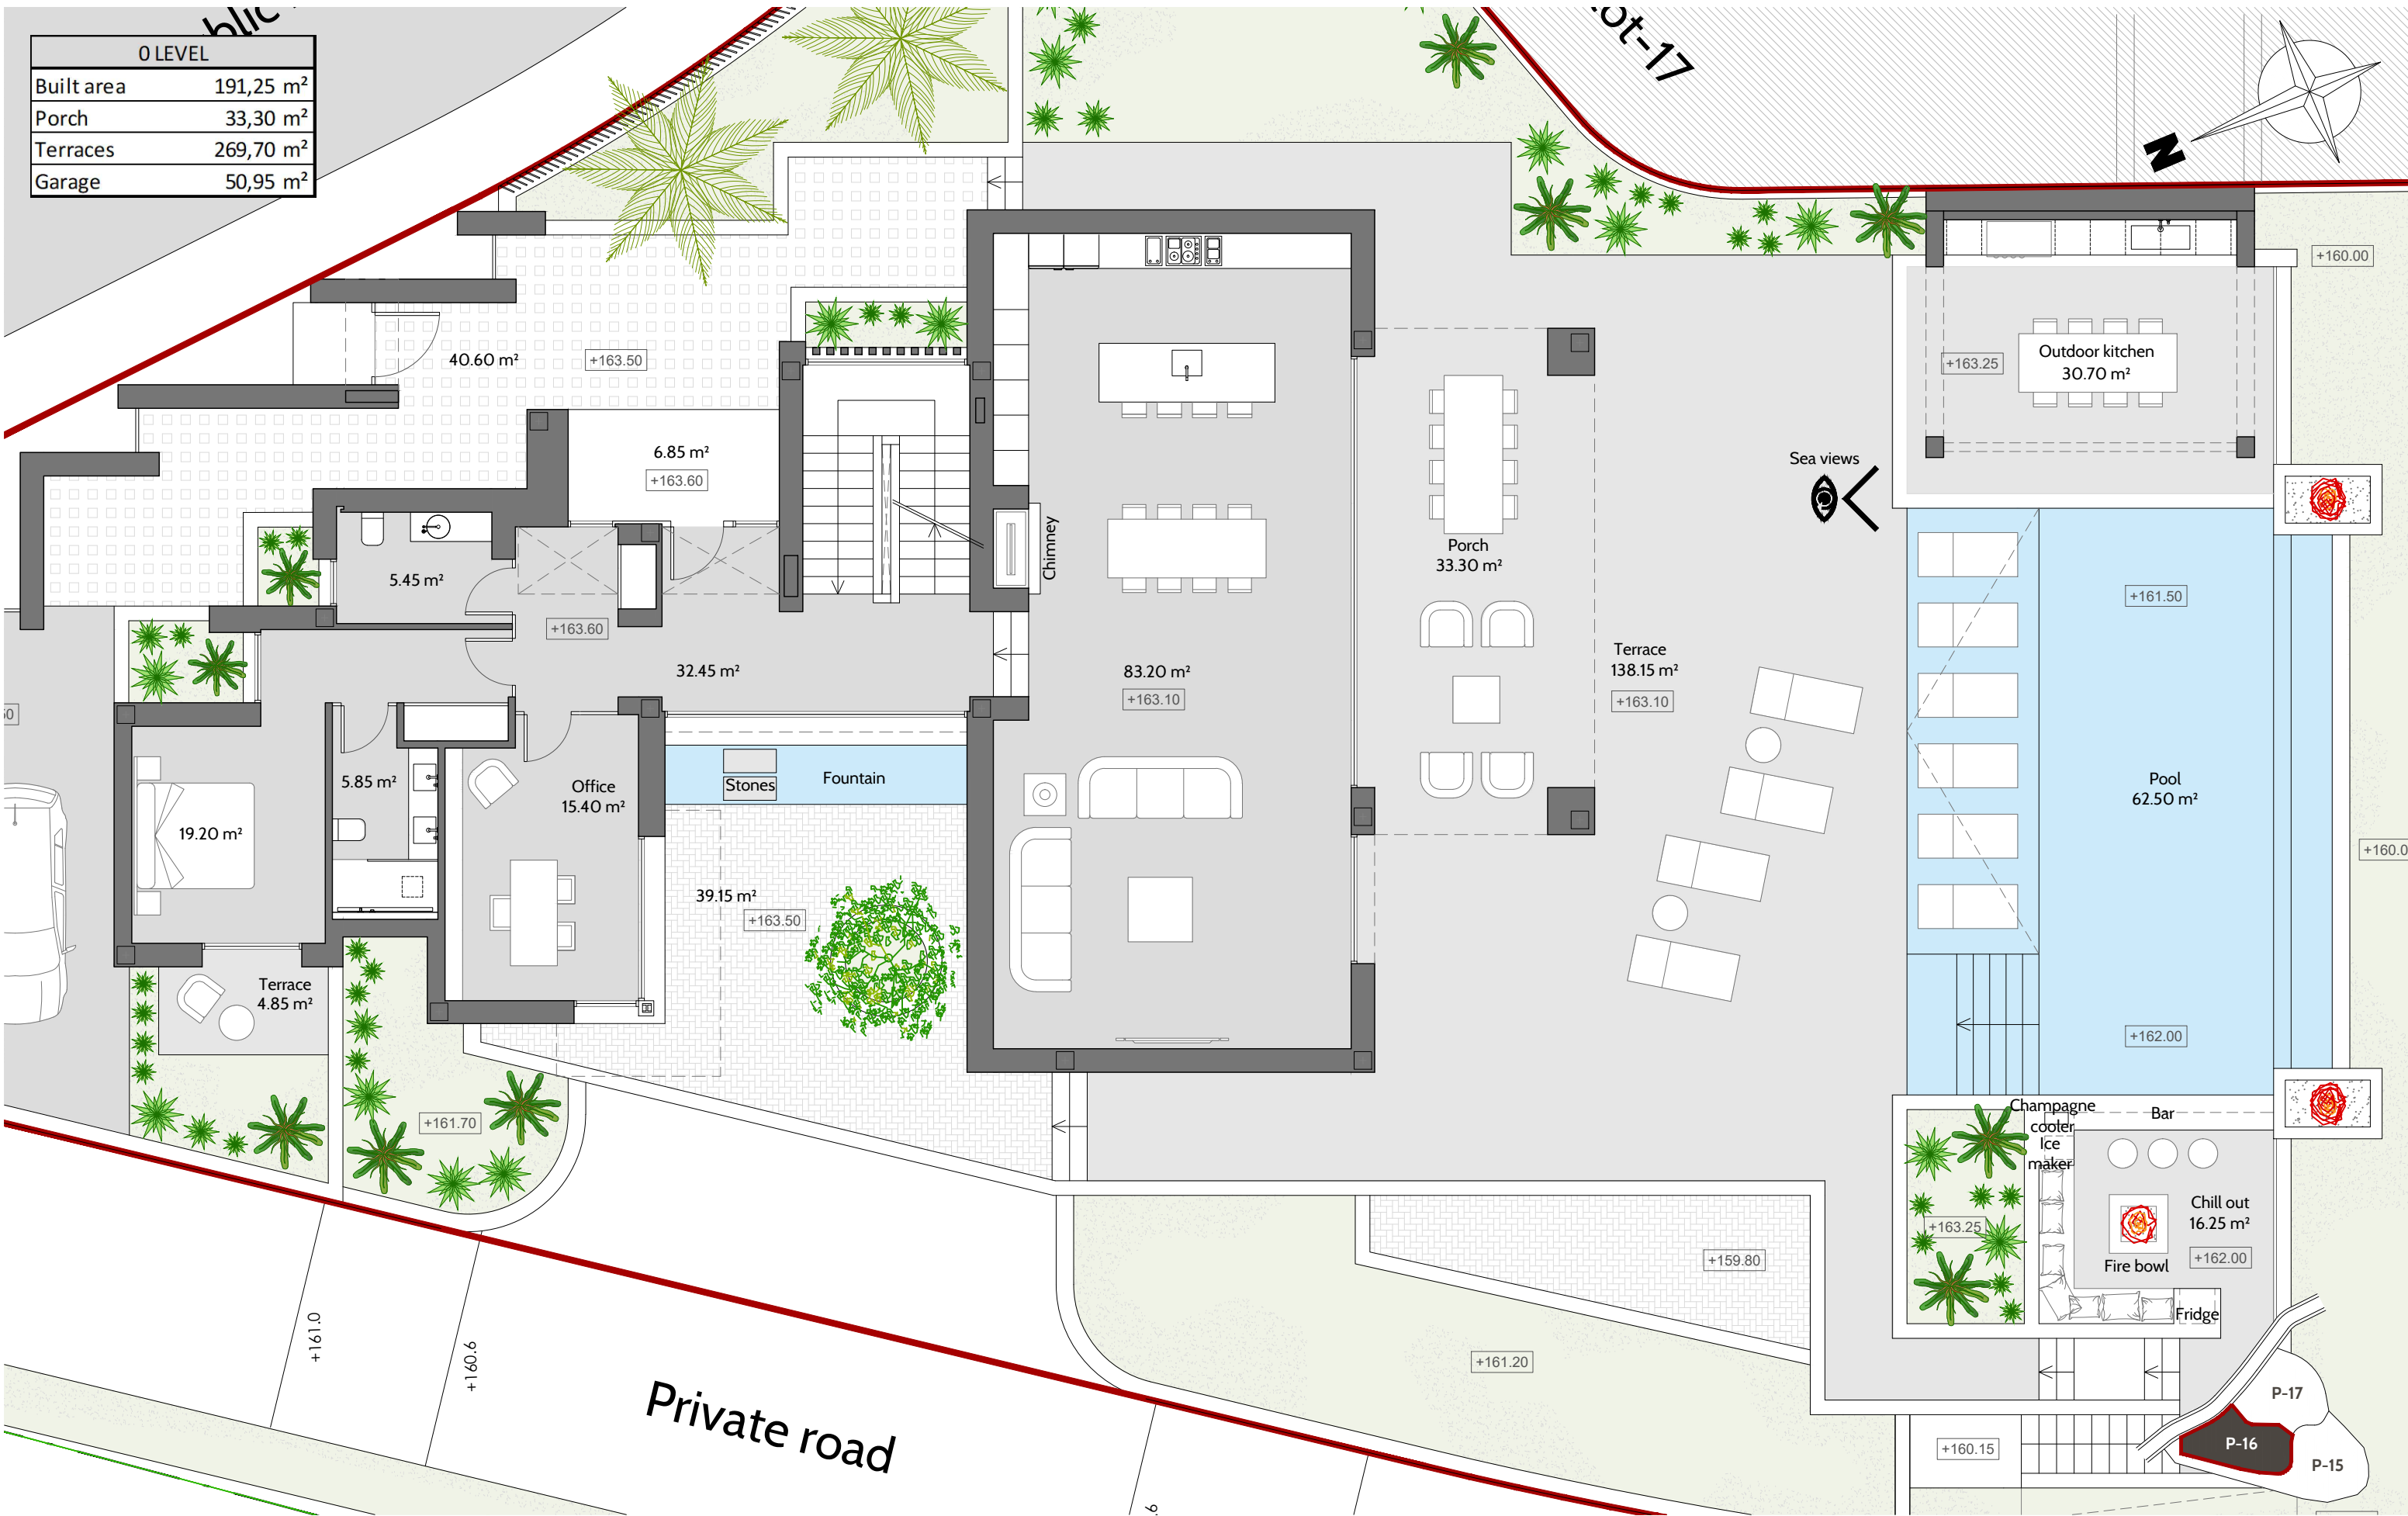 0 LEVEL
Built area 191,25 m²
Porch 33,30 m²
Terraces 269,70 m²
Garage 50,95 m²
blic
ot-17
N
+160.00
40.60 m²
+163.50
Outdoor kitchen
30.70 m²
+163.25
6.85 m²
+163.60
Sea views
Chimney
Porch
33.30 m²
5.45 m²
+163.60
+161.50
32.45 m²
83.20 m²
+163.10
Terrace
138.15 m²
+163.10
Stones
Fountain
Office
15.40 m²
5.85 m²
19.20 m²
Pool
62.50 m²
+160.0
39.15 m²
+163.50
Terrace
4.85 m²
+162.00
+161.70
Champagne
cooler
Ice
maker
Bar
Chill out
16.25 m²
+163.25
+162.00
Fire bowl
Fridge
+159.80
+161.0
+160.6
+161.20
Private road
+160.15
P-17
P-16
P-15